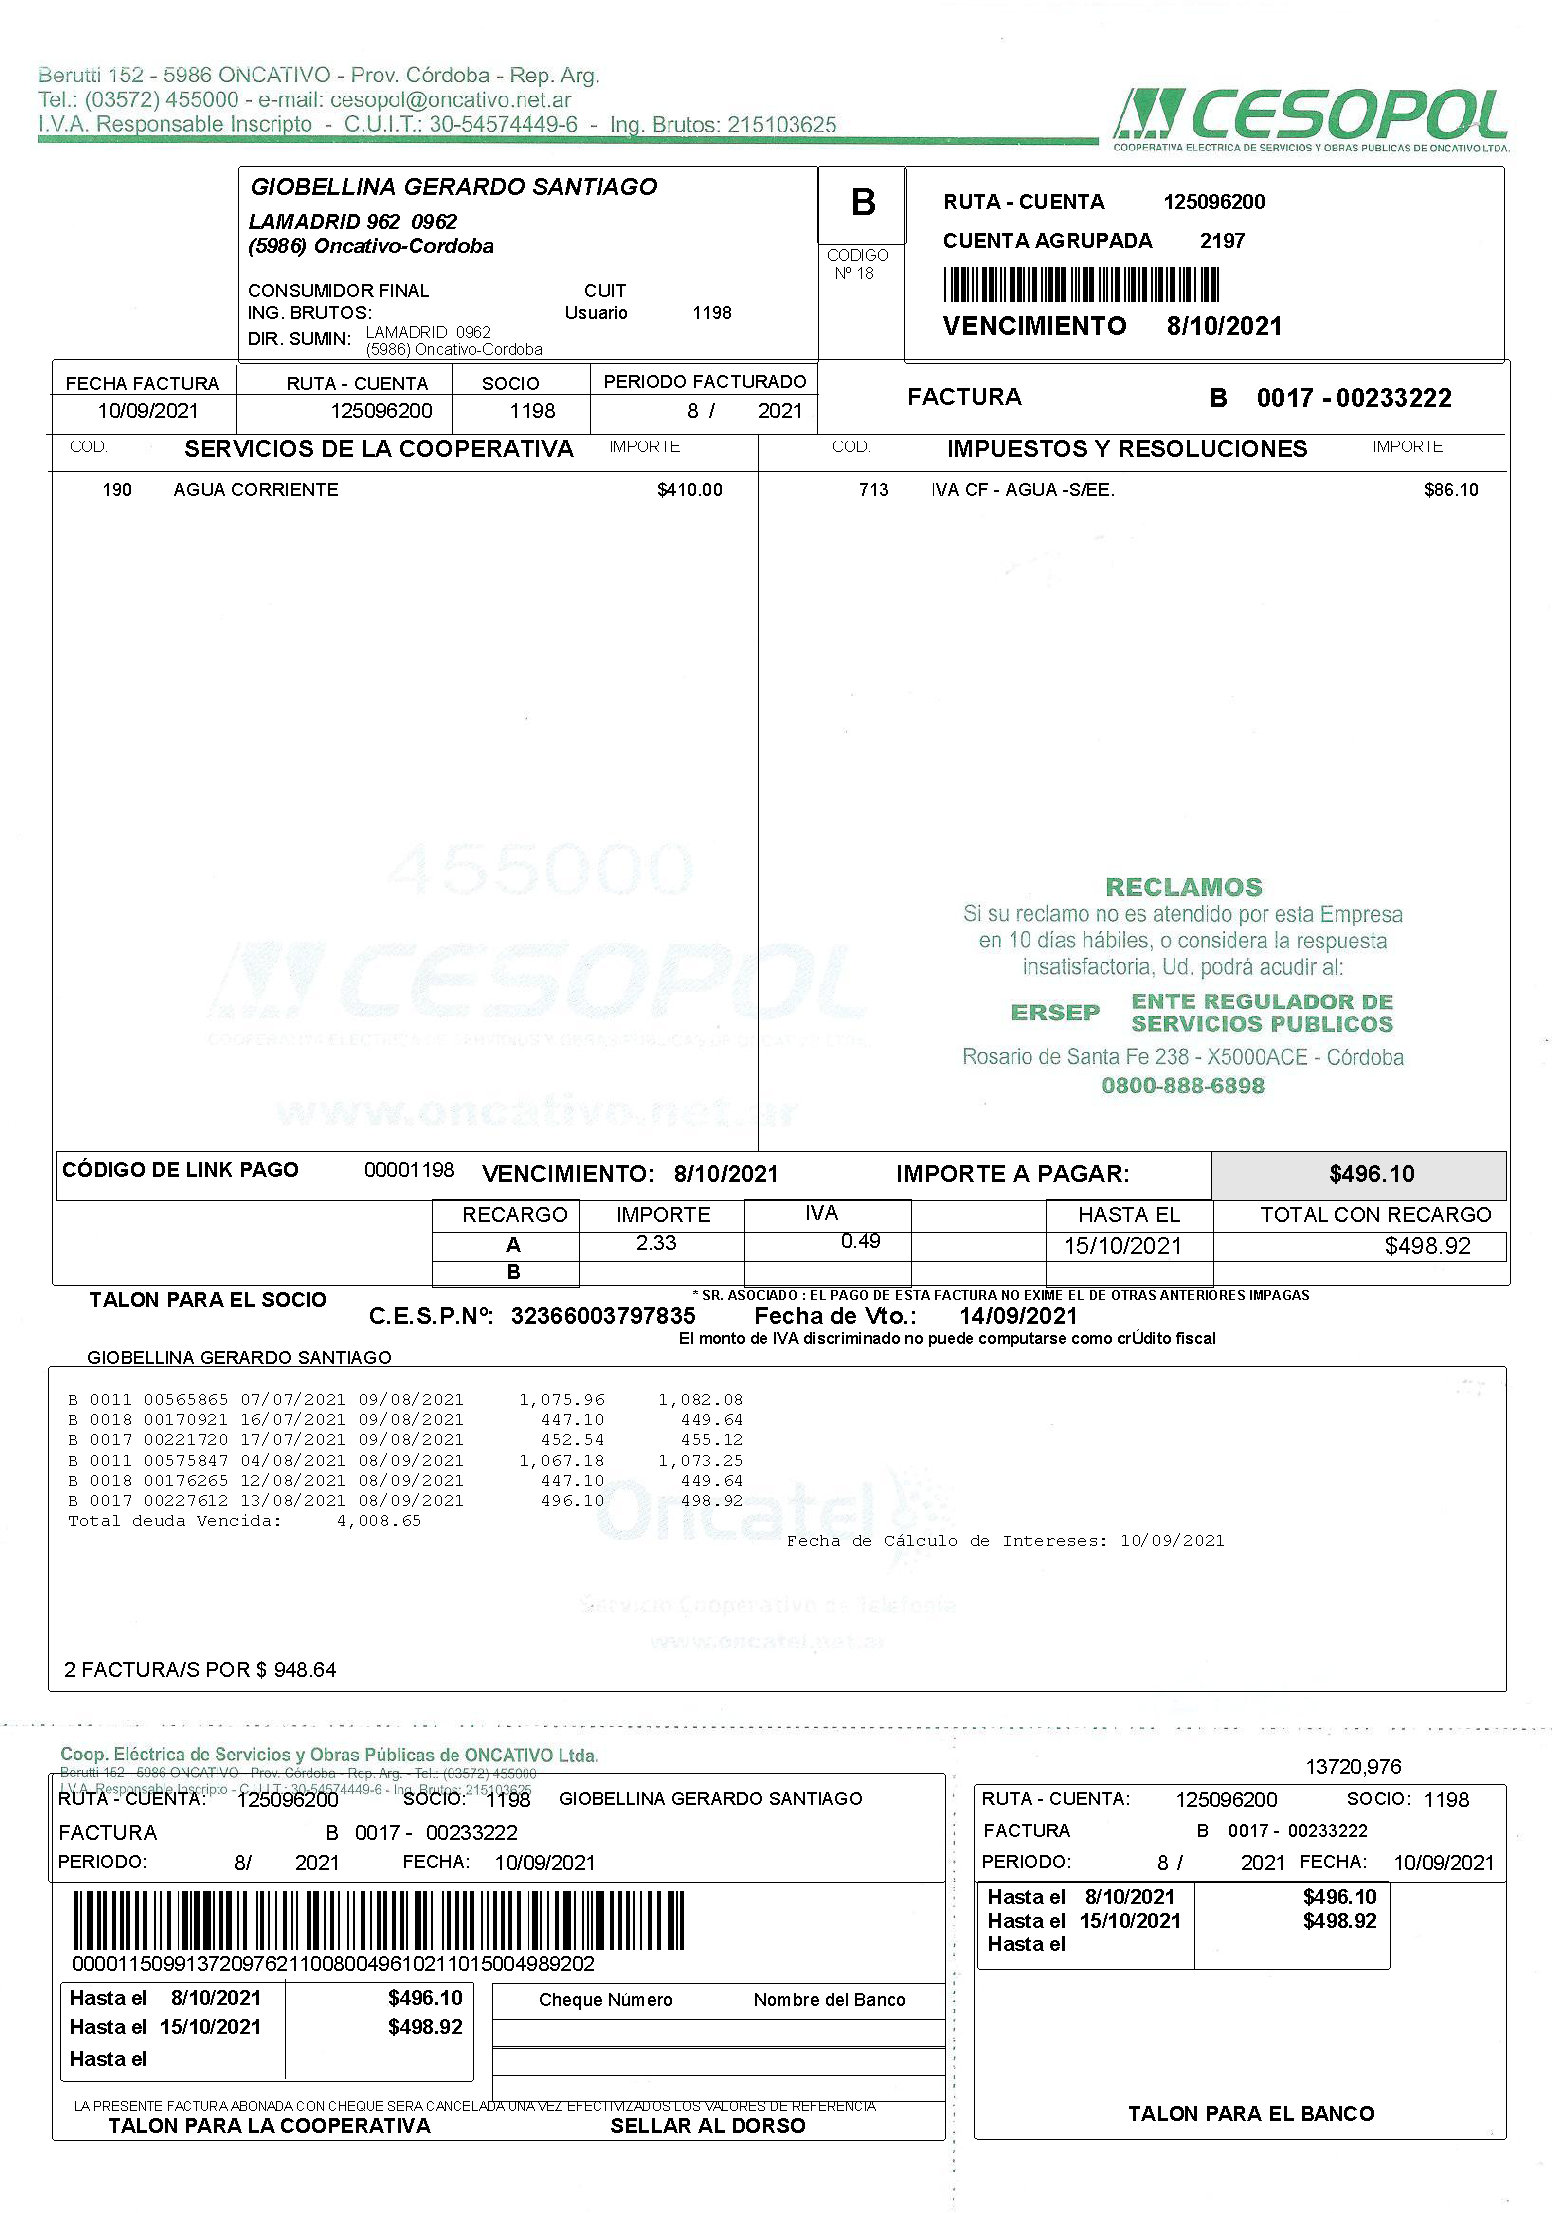 Berutti 152 - 5986 ONCATIVO - Prov. Córdoba - Rep. Arg.
Tel.: (03572) 455000 - e-mail: cesopol@oncativo.net.ar
I.V.A. Responsable Inscripto - C.U.I.T.: 30-54574449-6 - Ing. Brutos: 215103625
CESOPOL
COOPERATIVA ELECTRICA DE SERVICIOS Y OBRAS PUBLICAS DE ONCATIVO LTDA.
GIOBELLINA GERARDO SANTIAGO
LAMADRID 962 0962
(5986) Oncativo-Cordoba
CONSUMIDOR FINAL CUIT
ING. BRUTOS: Usuario 1198
DIR. SUMIN: LAMADRID 0962
(5986) Oncativo-Cordoba
B
CODIGO
Nº 18
RUTA - CUENTA 125096200
CUENTA AGRUPADA 2197
VENCIMIENTO 8/10/2021
FECHA FACTURA RUTA - CUENTA SOCIO PERIODO FACTURADO
10/09/2021 125096200 1198 8 / 2021
FACTURA B 0017 - 00233222
COD. SERVICIOS DE LA COOPERATIVA IMPORTE COD. IMPUESTOS Y RESOLUCIONES IMPORTE
190 AGUA CORRIENTE $410.00 713 IVA CF - AGUA -S/EE. $86.10
455000
CESOPOL
COOPERATIVA ELECTRICA DE SERVICIOS Y OBRAS PUBLICAS DE ONCATIVO LTDA.
www.oncativo.net.ar
RECLAMOS
Si su reclamo no es atendido por esta Empresa
en 10 días hábiles, o considera la respuesta
insatisfactoria, Ud. podrá acudir al:
ERSEP ENTE REGULADOR DE
SERVICIOS PUBLICOS
Rosario de Santa Fe 238 - X5000ACE - Córdoba
0800-888-6898
CÓDIGO DE LINK PAGO 00001198 VENCIMIENTO: 8/10/2021 IMPORTE A PAGAR: $496.10
RECARGO IMPORTE IVA HASTA EL TOTAL CON RECARGO
A 2.33 0.49 15/10/2021 $498.92
B
TALON PARA EL SOCIO
* SR. ASOCIADO : EL PAGO DE ESTA FACTURA NO EXIME EL DE OTRAS ANTERIORES IMPAGAS
C.E.S.P.Nº: 32366003797835 Fecha de Vto.: 14/09/2021
El monto de IVA discriminado no puede computarse como crÚdito fiscal
GIOBELLINA GERARDO SANTIAGO
B 0011 00565865 07/07/2021 09/08/2021 1,075.96 1,082.08
B 0018 00170921 16/07/2021 09/08/2021 447.10 449.64
B 0017 00221720 17/07/2021 09/08/2021 452.54 455.12
B 0011 00575847 04/08/2021 08/09/2021 1,067.18 1,073.25
B 0018 00176265 12/08/2021 08/09/2021 447.10 449.64
B 0017 00227612 13/08/2021 08/09/2021 496.10 498.92
Total deuda Vencida: 4,008.65
Fecha de Cálculo de Intereses: 10/09/2021
Oncatel
Servicio Cooperativo de Telefonía
www.oncatel.net.ar
2 FACTURA/S POR $ 948.64
Coop. Eléctrica de Servicios y Obras Públicas de ONCATIVO Ltda.
Berutti 152 - 5986 ONCATIVO - Prov. Córdoba - Rep. Arg. - Tel.: (03572) 455000
I.V.A. Responsable Inscripto - C.U.I.T.: 30-54574449-6 - Ing. Brutos: 215103625
RUTA - CUENTA: 125096200 SOCIO: 1198 GIOBELLINA GERARDO SANTIAGO
FACTURA B 0017 - 00233222
PERIODO: 8/ 2021 FECHA: 10/09/2021
00001150991372097621100800496102110150049892​02
Hasta el 8/10/2021 $496.10
Hasta el 15/10/2021 $498.92
Hasta el
Cheque Número Nombre del Banco
LA PRESENTE FACTURA ABONADA CON CHEQUE SERA CANCELADA UNA VEZ EFECTIVIZADOS LOS VALORES DE REFERENCIA
TALON PARA LA COOPERATIVA SELLAR AL DORSO
13720,976
RUTA - CUENTA: 125096200 SOCIO: 1198
FACTURA B 0017 - 00233222
PERIODO: 8 / 2021 FECHA: 10/09/2021
Hasta el 8/10/2021 $496.10
Hasta el 15/10/2021 $498.92
Hasta el
TALON PARA EL BANCO